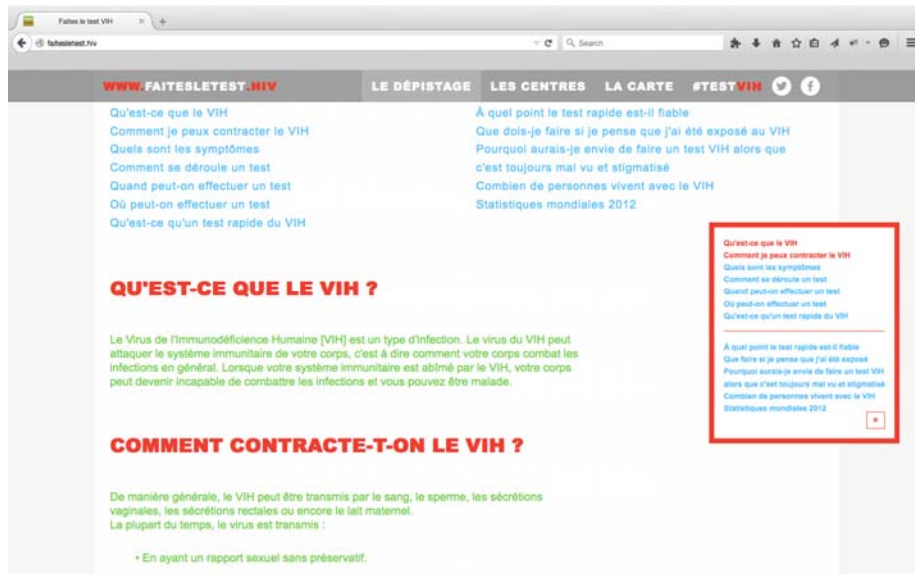 Faites le test VIH
faitesletest.hiv
Search
WWW.FAITESLETEST.HIV
LE DÉPISTAGE
LES CENTRES
LA CARTE
#TESTVIH
Qu'est-ce que le VIH
Comment je peux contracter le VIH
Quels sont les symptômes
Comment se déroule un test
Quand peut-on effectuer un test
Où peut-on effectuer un test
Qu'est-ce qu'un test rapide du VIH
À quel point le test rapide est-il fiable
Que dois-je faire si je pense que j'ai été exposé au VIH
Pourquoi aurais-je envie de faire un test VIH alors que
c'est toujours mal vu et stigmatisé
Combien de personnes vivent avec le VIH
Statistiques mondiales 2012
QU'EST-CE QUE LE VIH ?
Le Virus de l'Immunodéficience Humaine [VIH] est un type d'infection. Le virus du VIH peut
attaquer le système immunitaire de votre corps, c'est à dire comment votre corps combat les
infections en général. Lorsque votre système immunitaire est abîmé par le VIH, votre corps
peut devenir incapable de combattre les infections et vous pouvez être malade.
COMMENT CONTRACTE-T-ON LE VIH ?
De manière générale, le VIH peut être transmis par le sang, le sperme, les sécrétions
vaginales, les sécrétions rectales ou encore le lait maternel.
La plupart du temps, le virus est transmis :
• En ayant un rapport sexuel sans préservatif.
Qu'est-ce que le VIH
Comment je peux contracter le VIH
Quels sont les symptômes
Comment se déroule un test
Quand peut-on effectuer un test
Où peut-on effectuer un test
Qu'est-ce qu'un test rapide du VIH
À quel point le test rapide est-il fiable
Que faire si je pense que j'ai été exposé
Pourquoi aurais-je envie de faire un test VIH
alors que c'est toujours mal vu et stigmatisé
Combien de personnes vivent avec le VIH
Statistiques mondiales 2012